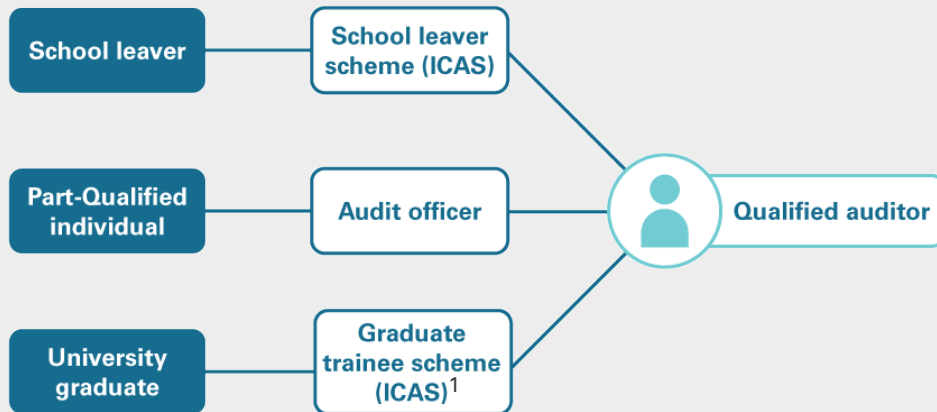 School leaver
School leaver
scheme (ICAS)
Part-Qualified
individual
Audit officer
Qualified auditor
University
graduate
Graduate
trainee scheme
(ICAS)1